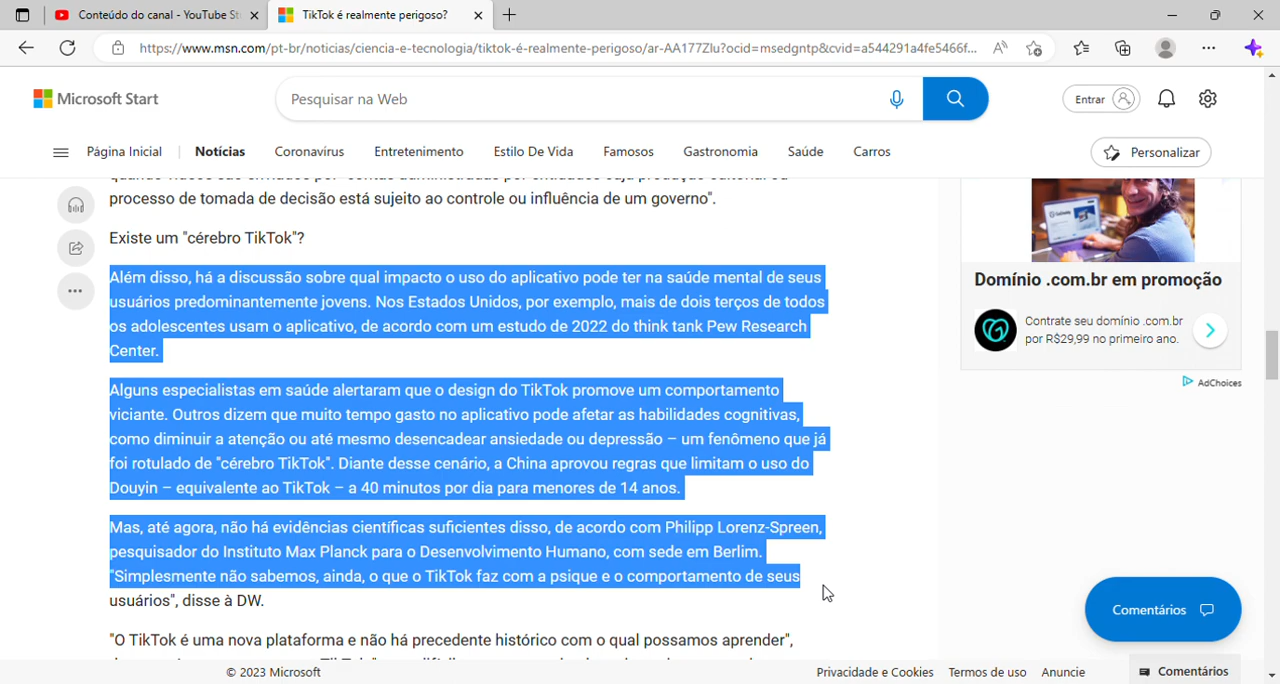 Conteúdo do canal - YouTube St
TikTok é realmente perigoso?
https://www.msn.com/pt-br/noticias/ciencia-e-tecnologia/tiktok-é-realmente-perigoso/ar-AA177Zlu?ocid=msedgntp&cvid=a544291a4fe5466f...
Microsoft Start
Pesquisar na Web
Entrar
Página Inicial
Notícias
Coronavirus
Entretenimento
Estilo De Vida
Famosos
Gastronomia
Saúde
Carros
Personalizar
processo de tomada de decisão está sujeito ao controle ou influência de um governo".
Existe um "cérebro TikTok"?
Além disso, há a discussão sobre qual impacto o uso do aplicativo pode ter na saúde mental de seus
usuários predominantemente jovens. Nos Estados Unidos, por exemplo, mais de dois terços de todos
os adolescentes usam o aplicativo, de acordo com um estudo de 2022 do think tank Pew Research
Center.
Alguns especialistas em saúde alertaram que o design do TikTok promove um comportamento
viciante. Outros dizem que muito tempo gasto no aplicativo pode afetar as habilidades cognitivas,
como diminuir a atenção ou até mesmo desencadear ansiedade ou depressão – um fenômeno que já
foi rotulado de "cérebro TikTok". Diante desse cenário, a China aprovou regras que limitam o uso do
Douyin – equivalente ao TikTok – a 40 minutos por dia para menores de 14 anos.
Mas, até agora, não há evidências científicas suficientes disso, de acordo com Philipp Lorenz-Spreen,
pesquisador do Instituto Max Planck para o Desenvolvimento Humano, com sede em Berlim.
"Simplesmente não sabemos, ainda, o que o TikTok faz com a psique e o comportamento de seus
usuários", disse à DW.
"O TikTok é uma nova plataforma e não há precedente histórico com o qual possamos aprender",
Domínio .com.br em promoção
Contrate seu domínio .com.br
por R$29,99 no primeiro ano.
AdChoices
Comentários
© 2023 Microsoft
Privacidade e Cookies
Termos de uso
Anuncie
Comentários